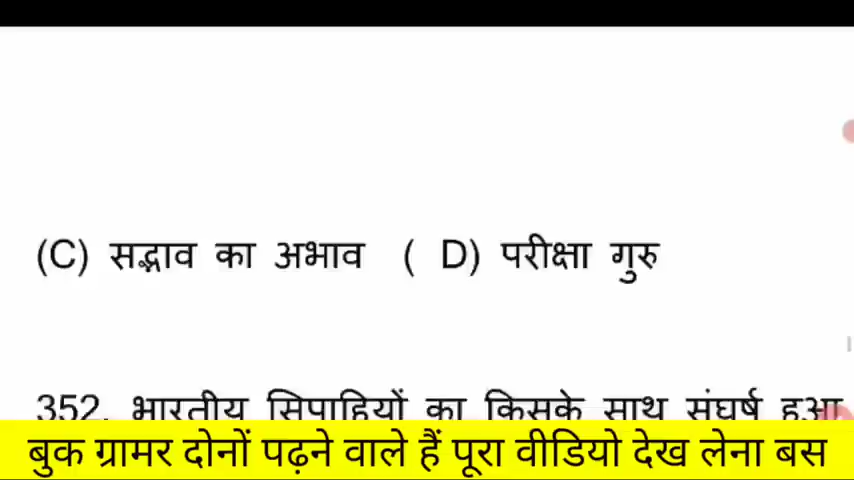 (C) सद्भाव का अभाव ( D) परीक्षा गुरु
352. भारतीय सिपाहियों का किसके साथ संघर्ष हुआ
बुक ग्रामर दोनों पढ़ने वाले हैं पूरा वीडियो देख लेना बस